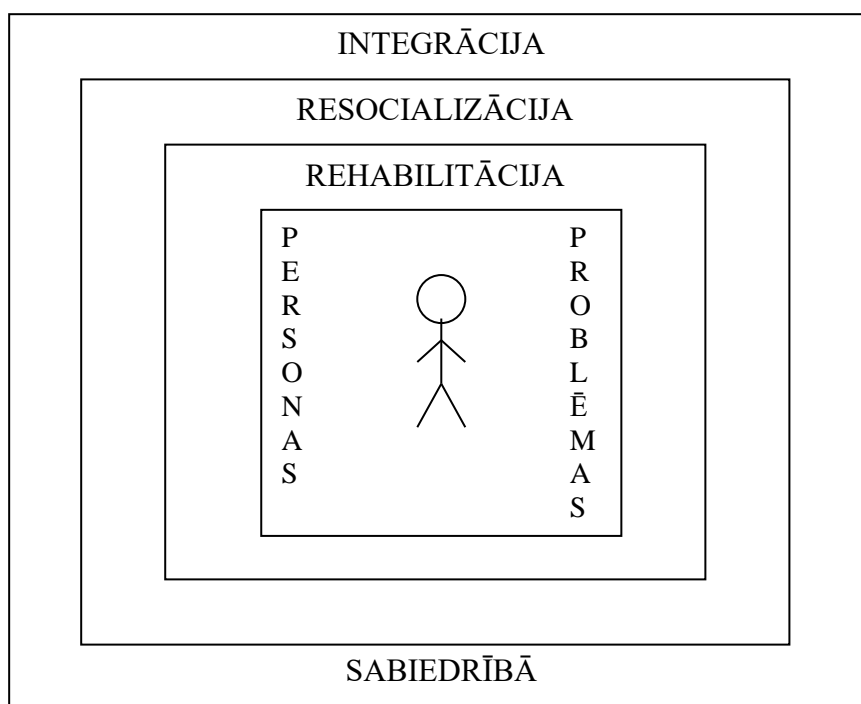 INTEGRĀCIJA
RESOCIALIZĀCIJA
REHABILITĀCIJA
PERSONAS
PROBLĒMAS
SABIEDRĪBĀ